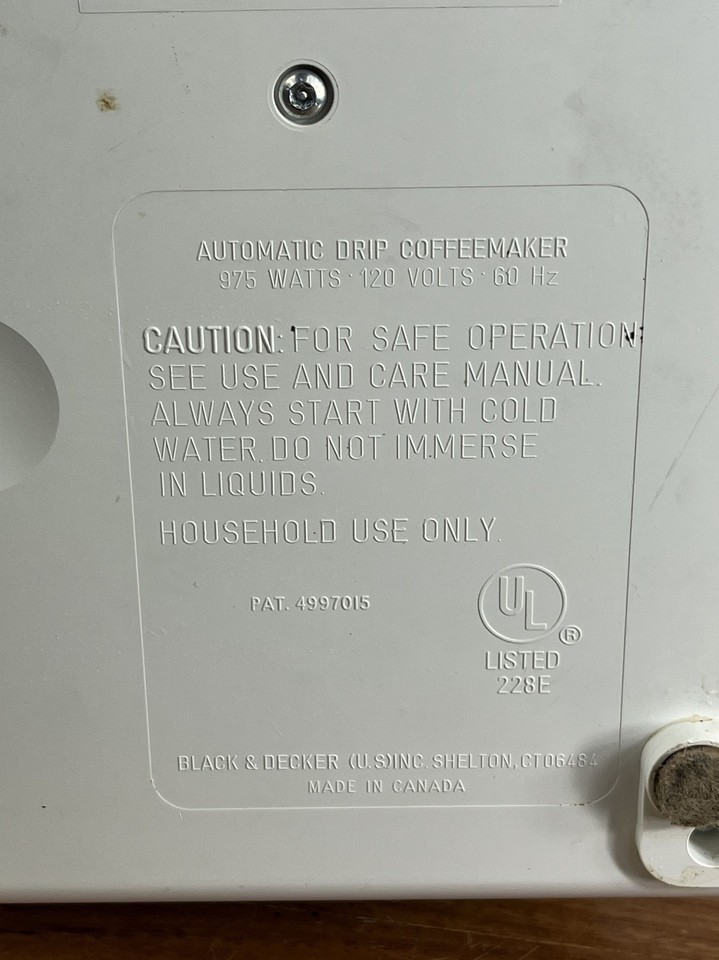 AUTOMATIC DRIP COFFEEMAKER
975 WATTS · 120 VOLTS · 60 Hz
CAUTION: FOR SAFE OPERATION
SEE USE AND CARE MANUAL.
ALWAYS START WITH COLD
WATER. DO NOT IMMERSE
IN LIQUIDS.
HOUSEHOLD USE ONLY.
PAT. 4997015
UL ®
LISTED
228E
BLACK & DECKER (U.S.) INC. SHELTON, CT 06484
MADE IN CANADA